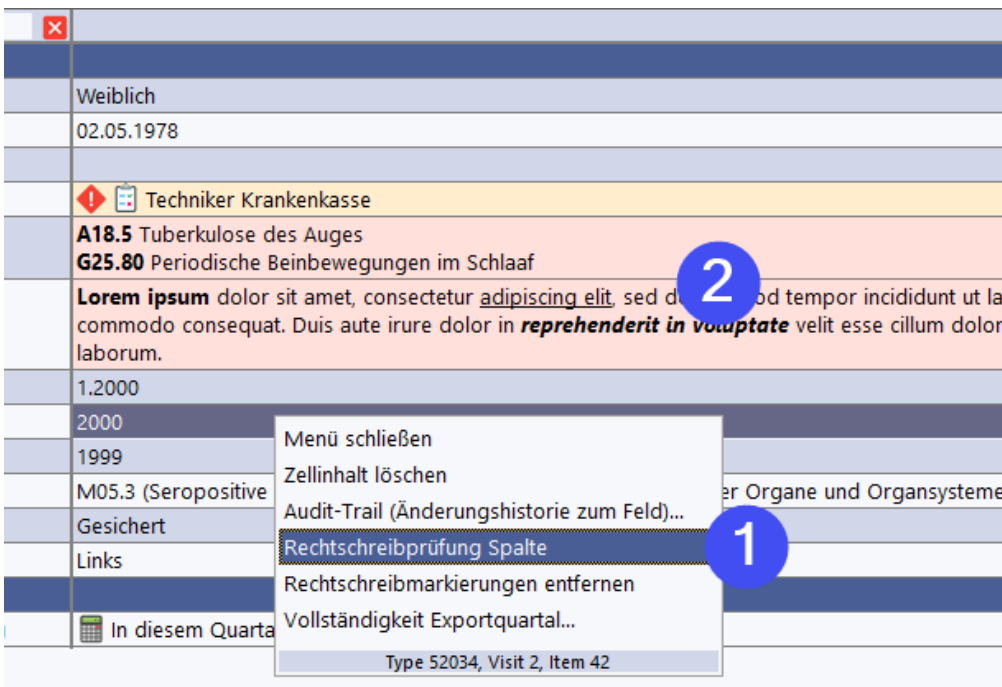 Weiblich
02.05.1978
Techniker Krankenkasse
A18.5 Tuberkulose des Auges
G25.80 Periodische Beinbewegungen im Schlaaf
2
Lorem ipsum dolor sit amet, consectetur adipiscing elit, sed od tempor incididunt ut la
commodo consequat. Duis aute irure dolor in reprehenderit in voluptate velit esse cillum dolor
laborum.
1.2000
2000
1999
M05.3 (Seropositive er Organe und Organsysteme
Gesichert
Links
In diesem Quarta
Menü schließen
Zellinhalt löschen
Audit-Trail (Änderungshistorie zum Feld)...
Rechtschreibprüfung Spalte
1
Rechtschreibmarkierungen entfernen
Vollständigkeit Exportquartal...
Type 52034, Visit 2, Item 42